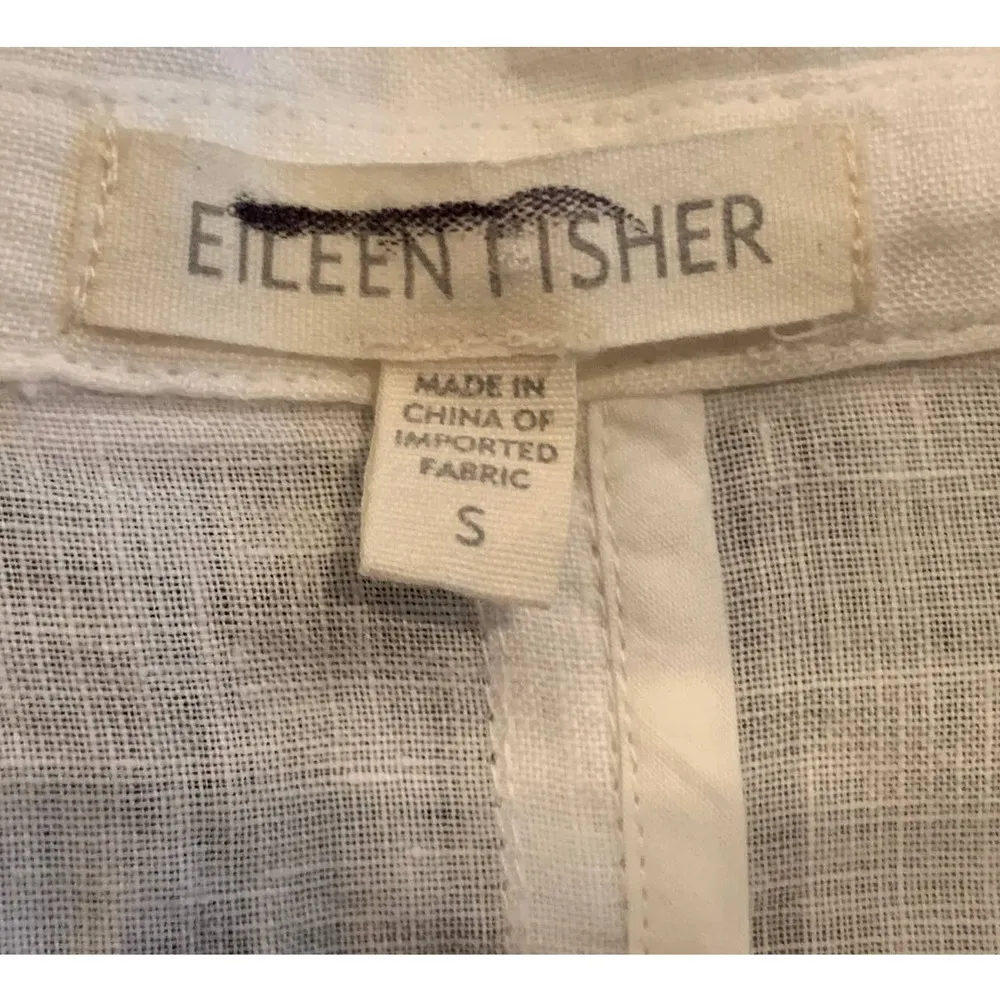 EILEEN FISHER
MADE IN
CHINA OF
IMPORTED
FABRIC
S